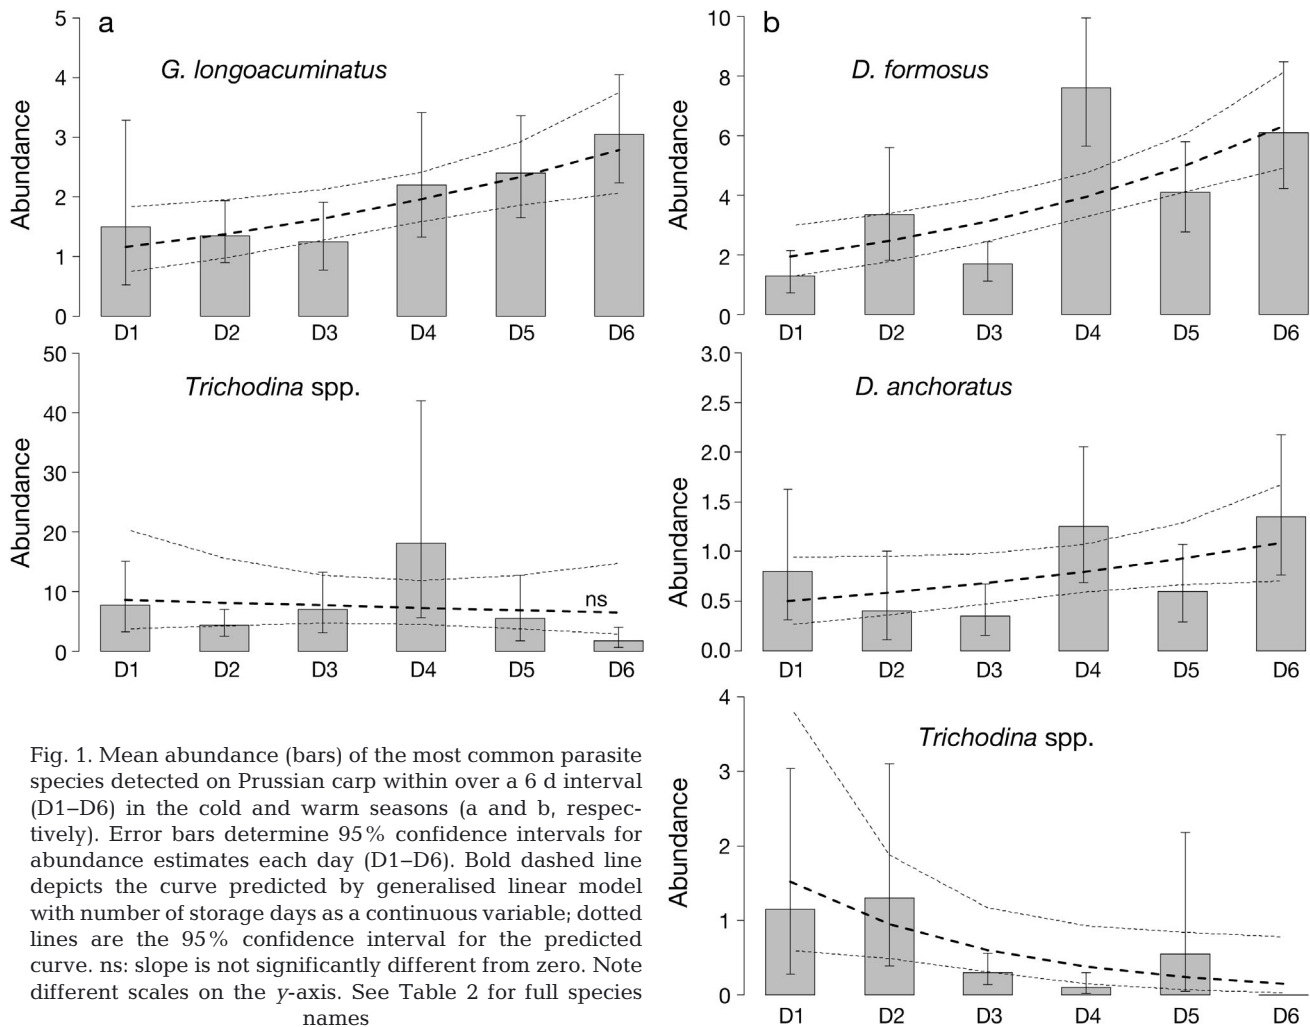 a
G. longoacuminatus
Abundance
5
4
3
2
1
0
D1 D2 D3 D4 D5 D6
Trichodina spp.
Abundance
50
40
30
20
10
0
ns
D1 D2 D3 D4 D5 D6
Fig. 1. Mean abundance (bars) of the most common parasite
species detected on Prussian carp within over a 6 d interval
(D1–D6) in the cold and warm seasons (a and b, respec-
tively). Error bars determine 95% confidence intervals for
abundance estimates each day (D1–D6). Bold dashed line
depicts the curve predicted by generalised linear model
with number of storage days as a continuous variable; dotted
lines are the 95% confidence interval for the predicted
curve. ns: slope is not significantly different from zero. Note
different scales on the y-axis. See Table 2 for full species
names
b
D. formosus
Abundance
10
8
6
4
2
0
D1 D2 D3 D4 D5 D6
D. anchoratus
Abundance
3.0
2.5
2.0
1.5
1.0
0.5
0.0
D1 D2 D3 D4 D5 D6
Trichodina spp.
Abundance
4
3
2
1
0
D1 D2 D3 D4 D5 D6